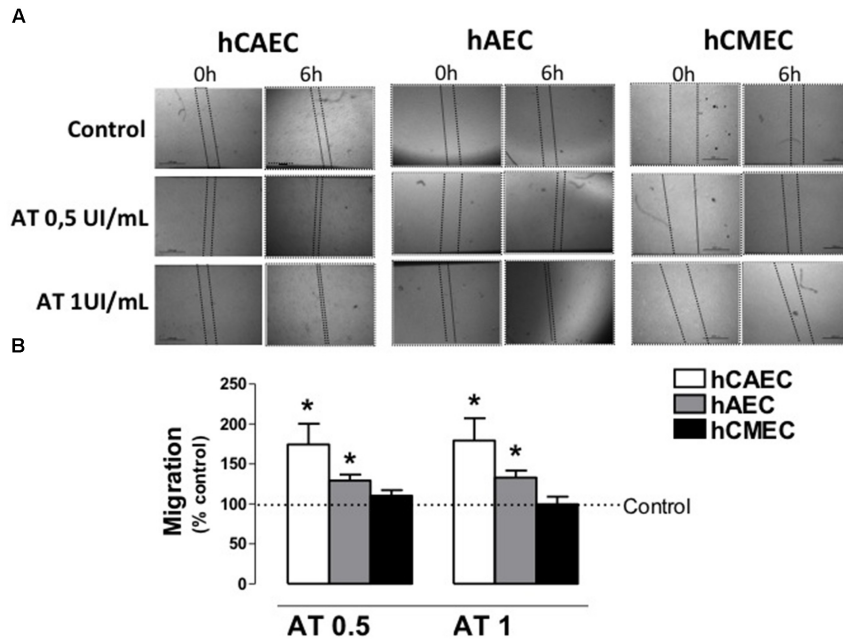 A
hCAEC hAEC hCMEC
0h 6h 0h 6h 0h 6h
Control
AT 0,5 UI/mL
AT 1UI/mL
B
Migration
(% control)
250
200
150
100
50
0
* * * *
Control
hCAEC
hAEC
hCMEC
AT 0.5 AT 1